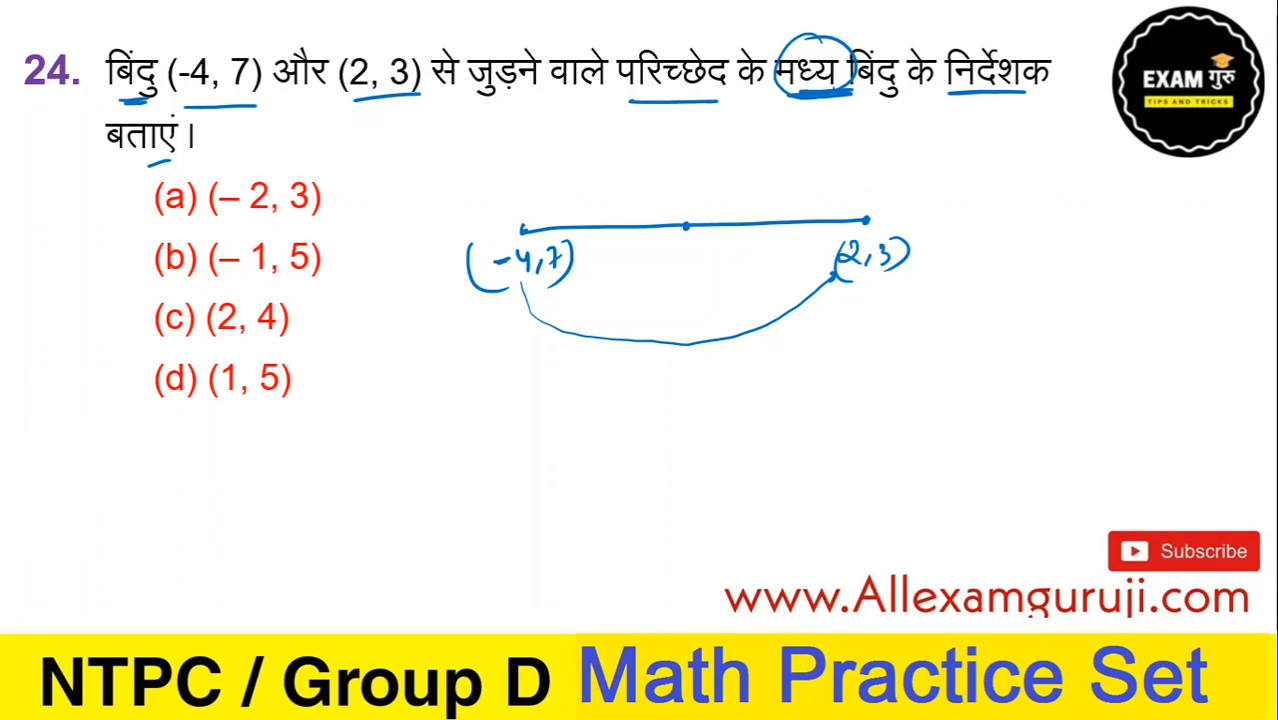 24. बिंदु (-4, 7) और (2, 3) से जुड़ने वाले परिच्छेद के मध्य बिंदु के निर्देशक
बताएं।
EXAM गुरु
TIPS AND TRICKS
(a) (– 2, 3)
(b) (– 1, 5)
(c) (2, 4)
(d) (1, 5)
(-4,7)
(2,3)
Subscribe
www.Allexamguruji.com
NTPC / Group D Math Practice Set